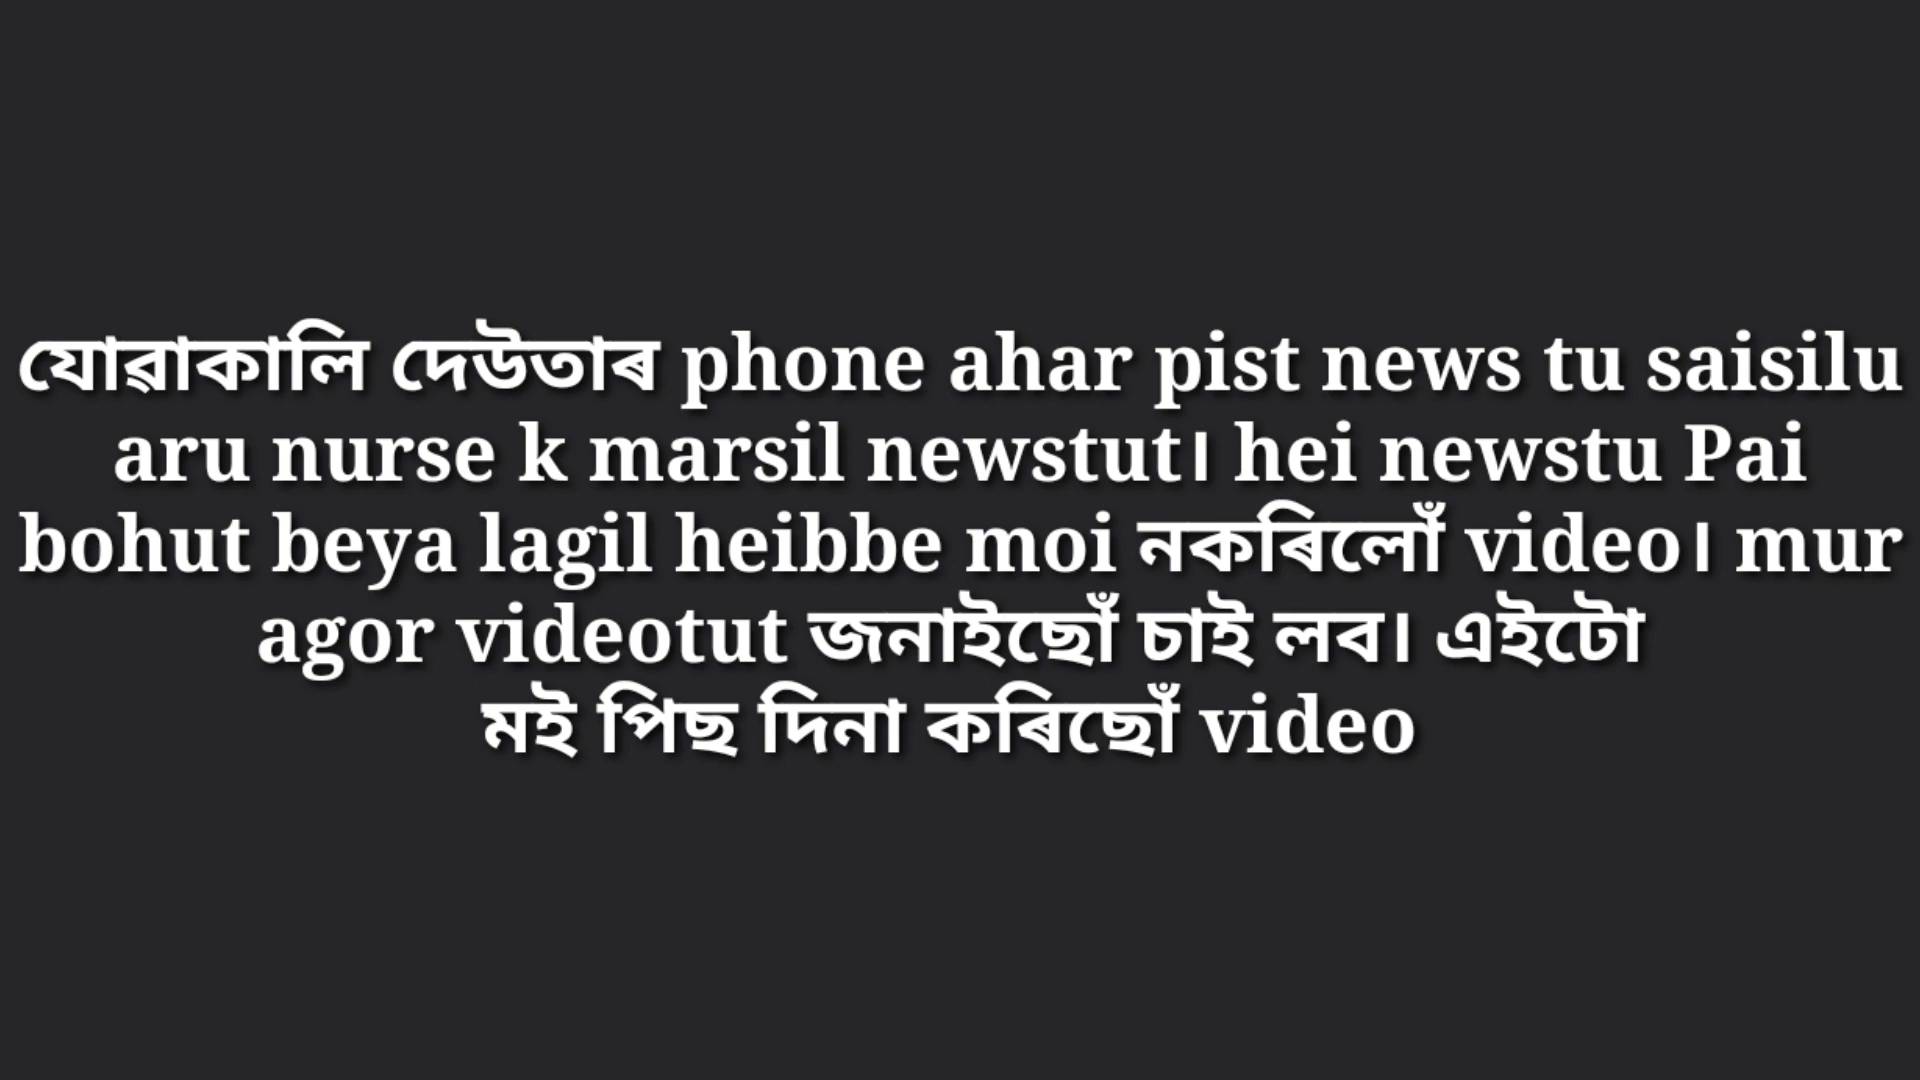 যোৱাকালি দেউতাৰ phone ahar pist news tu saisilu
aru nurse k marsil newstut। hei newstu Pai
bohut beya lagil heibbe moi নকৰিলোঁ video। mur
agor videotut জনাইছোঁ চাই লব। এইটো
মই পিছ দিনা কৰিছোঁ video